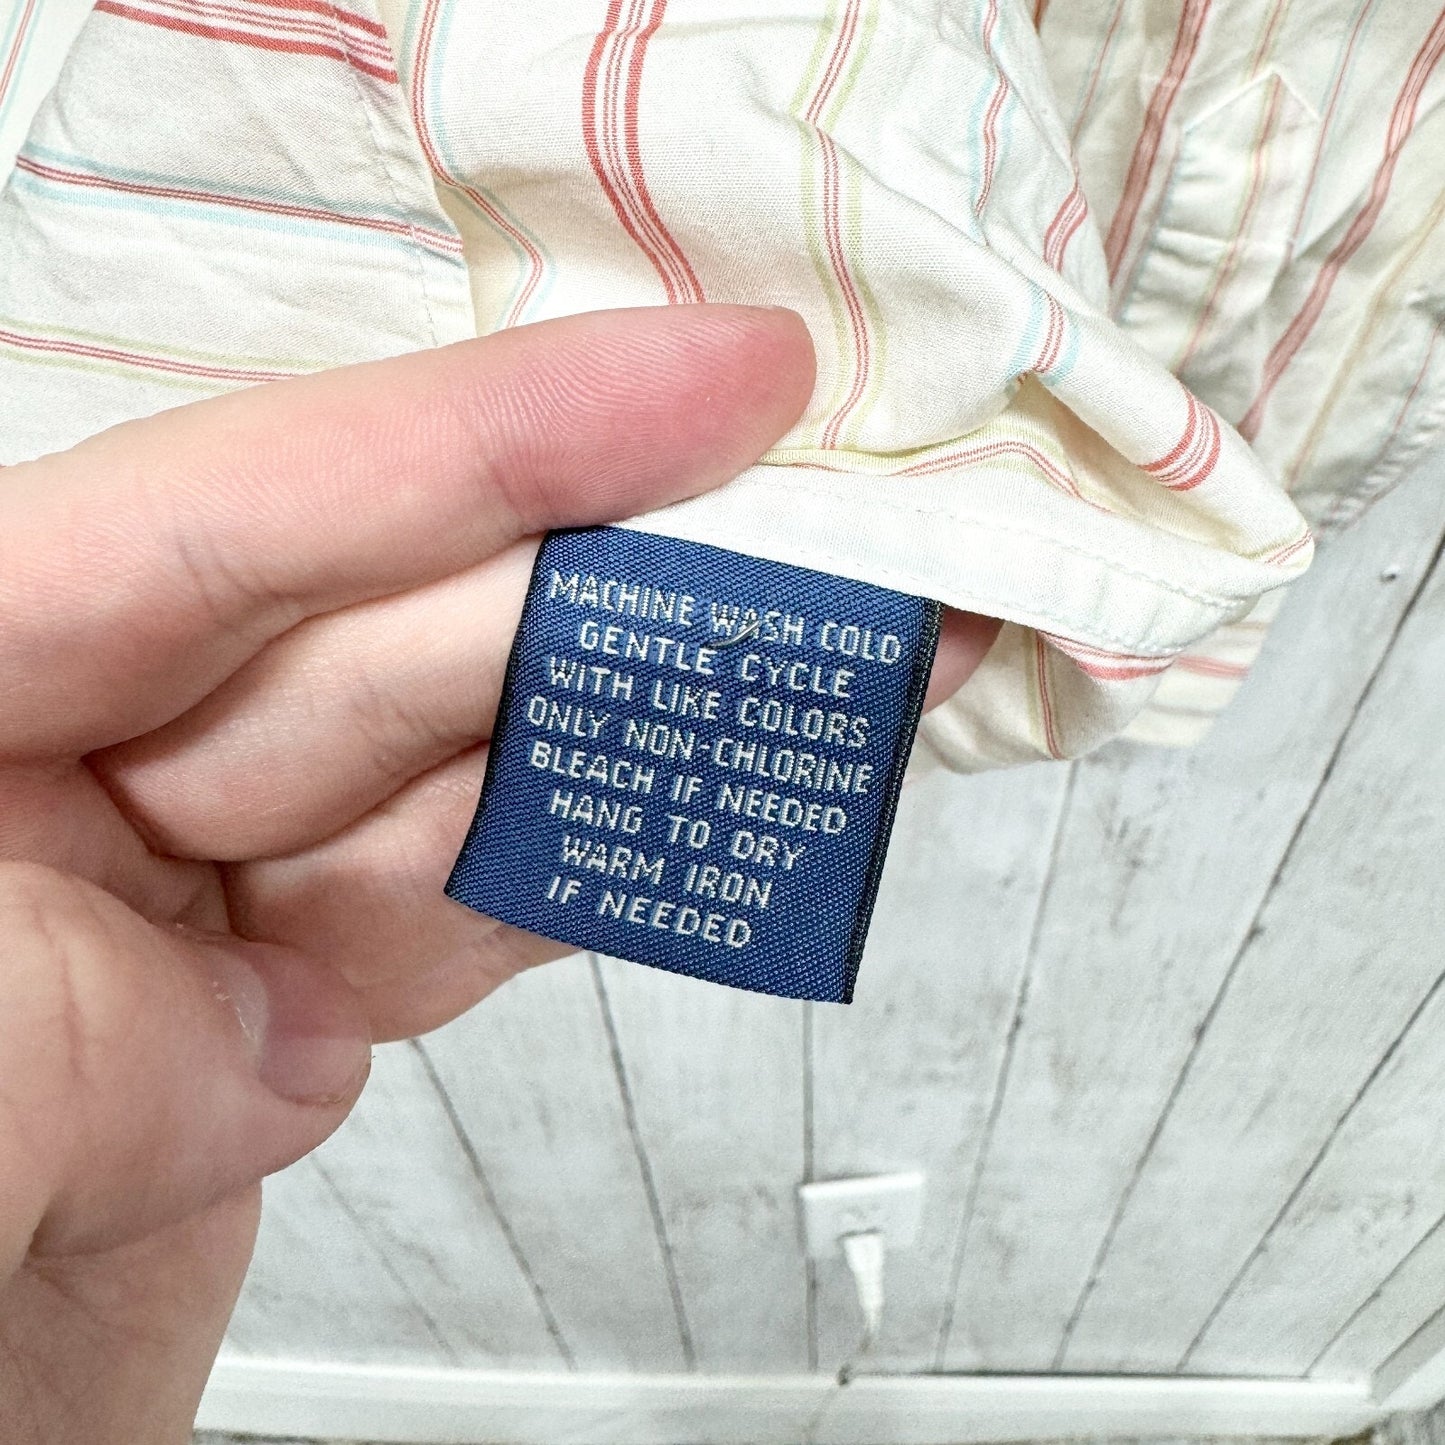 MACHINE WASH COLD
GENTLE CYCLE
WITH LIKE COLORS
ONLY NON-CHLORINE
BLEACH IF NEEDED
HANG TO DRY
WARM IRON
IF NEEDED